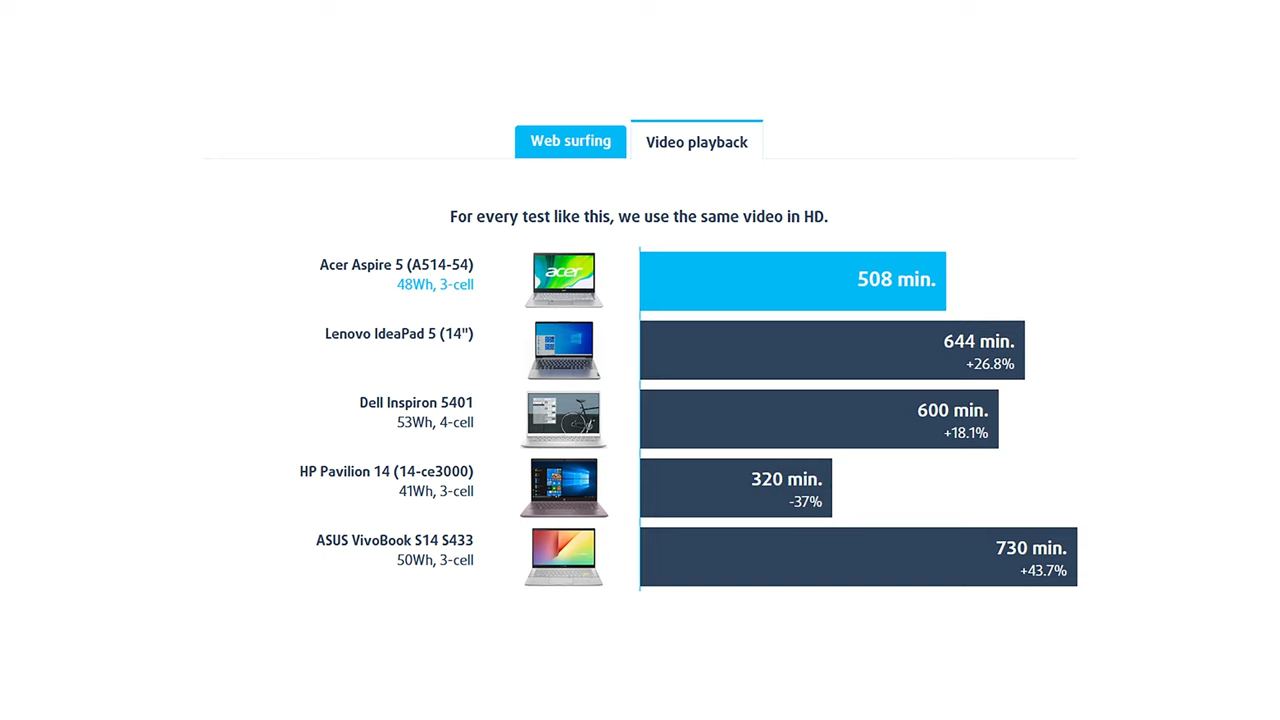 Web surfing
Video playback
For every test like this, we use the same video in HD.
Acer Aspire 5 (A514-54)
48Wh, 3-cell
acer
508 min.
Lenovo IdeaPad 5 (14")
644 min.
+26.8%
Dell Inspiron 5401
53Wh, 4-cell
600 min.
+18.1%
HP Pavilion 14 (14-ce3000)
41Wh, 3-cell
320 min.
-37%
ASUS VivoBook S14 S433
50Wh, 3-cell
730 min.
+43.7%